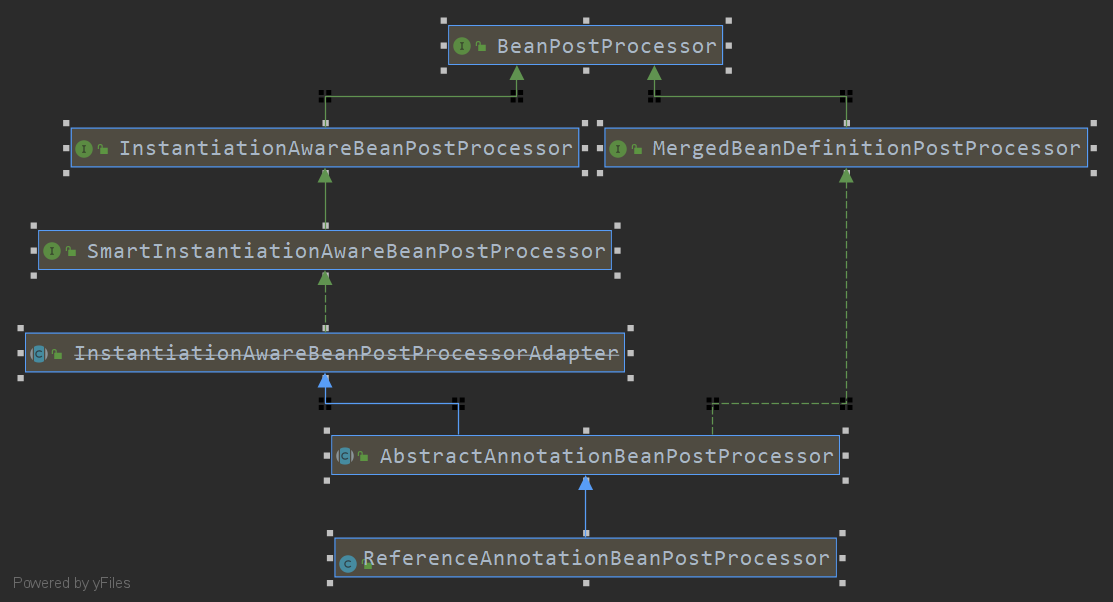 BeanPostProcessor
InstantiationAwareBeanPostProcessor
MergedBeanDefinitionPostProcessor
SmartInstantiationAwareBeanPostProcessor
InstantiationAwareBeanPostProcessorAdapter
AbstractAnnotationBeanPostProcessor
ReferenceAnnotationBeanPostProcessor
Powered by yFiles